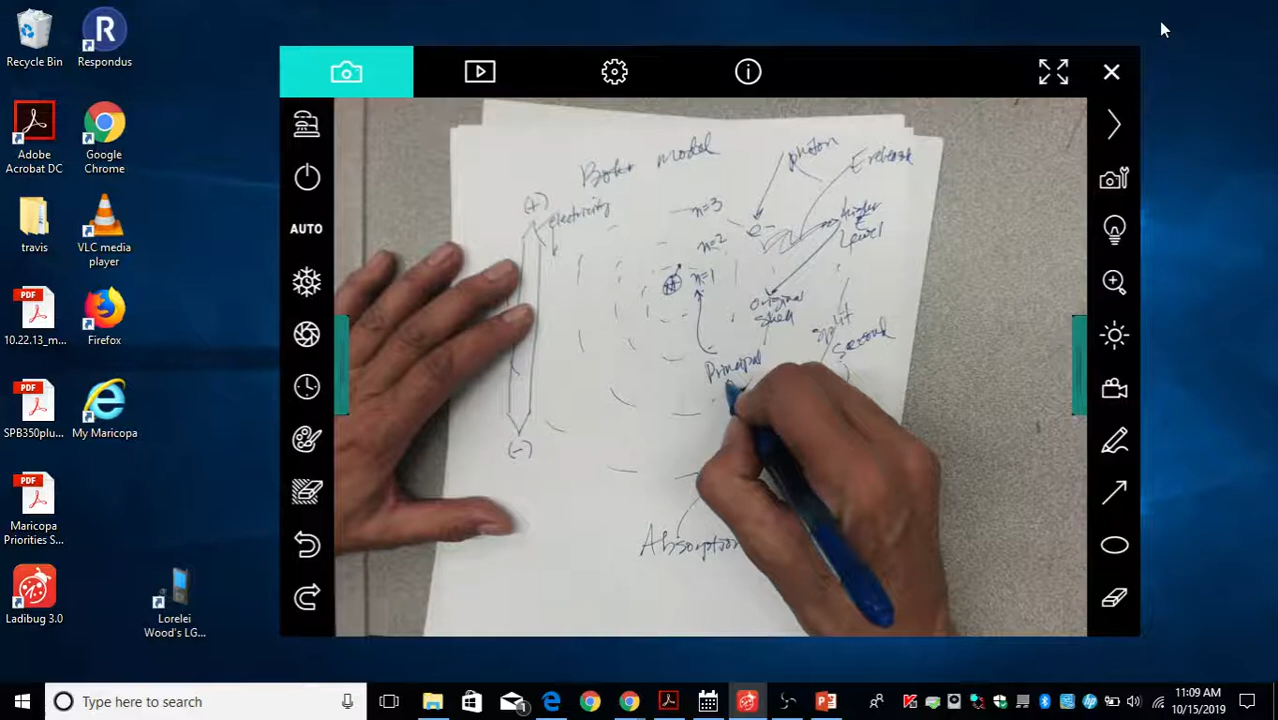 Recycle Bin
Respondus
Adobe
Acrobat DC
Google
Chrome
travis
VLC media
player
10.22.13_m...
Firefox
SPB350plu...
My Maricopa
Maricopa
Priorities S...
Ladibug 3.0
Lorelei
Wood's LG...
AUTO
Bohr model
(+)
electricity
n=3
n=2
n=1
photon
E release
e-
higher
E
level
original
shell
split
second
Principal
(-)
Absorption
Type here to search
1
11:09 AM
10/15/2019